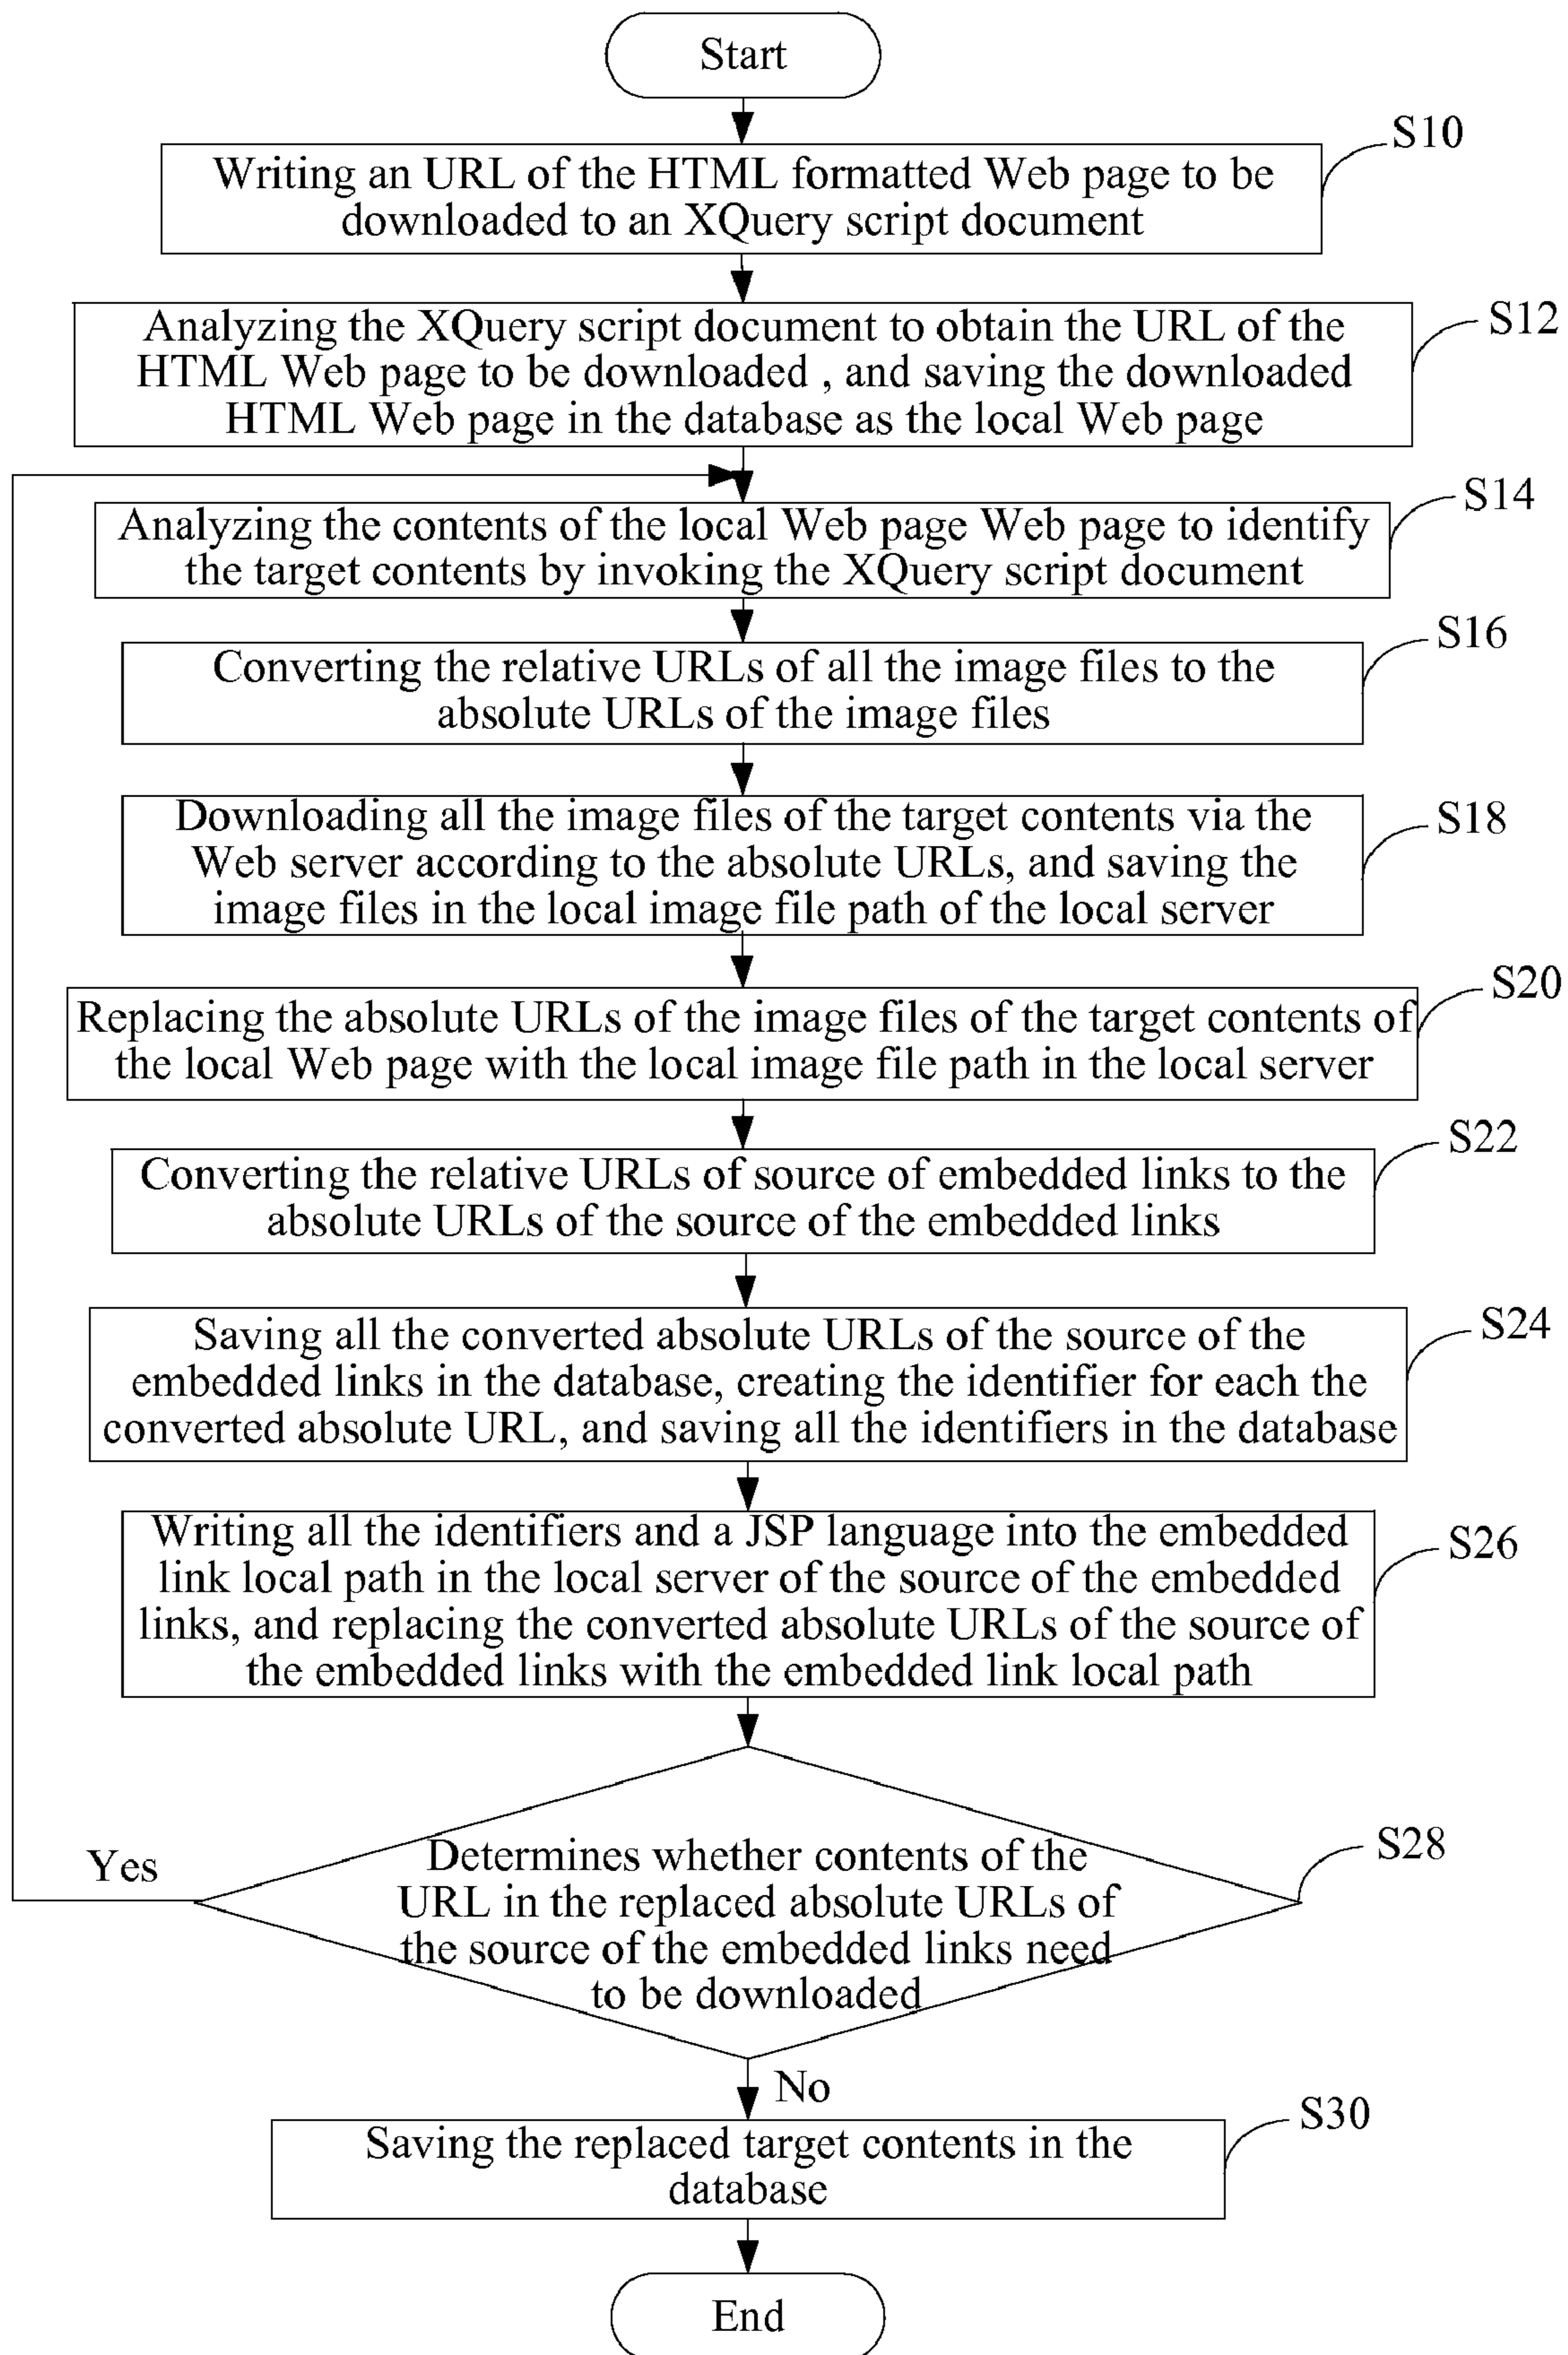 Start
S10
Writing an URL of the HTML formatted Web page to be
downloaded to an XQuery script document
S12
Analyzing the XQuery script document to obtain the URL of the
HTML Web page to be downloaded , and saving the downloaded
HTML Web page in the database as the local Web page
S14
Analyzing the contents of the local Web page Web page to identify
the target contents by invoking the XQuery script document
S16
Converting the relative URLs of all the image files to the
absolute URLs of the image files
S18
Downloading all the image files of the target contents via the
Web server according to the absolute URLs, and saving the
image files in the local image file path of the local server
S20
Replacing the absolute URLs of the image files of the target contents of
the local Web page with the local image file path in the local server
S22
Converting the relative URLs of source of embedded links to the
absolute URLs of the source of the embedded links
S24
Saving all the converted absolute URLs of the source of the
embedded links in the database, creating the identifier for each the
converted absolute URL, and saving all the identifiers in the database
S26
Writing all the identifiers and a JSP language into the embedded
link local path in the local server of the source of the embedded
links, and replacing the converted absolute URLs of the source of
the embedded links with the embedded link local path
S28
Yes
Determines whether contents of the
URL in the replaced absolute URLs of
the source of the embedded links need
to be downloaded
No
S30
Saving the replaced target contents in the
database
End